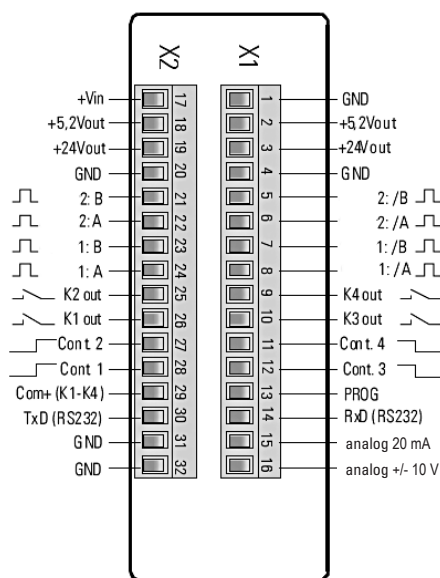 X2 X1
+Vin 17 1 GND
+5,2Vout 18 2 +5,2Vout
+24Vout 19 3 +24Vout
GND 20 4 GND
2: B 21 5 2: /B
2: A 22 6 2: /A
1: B 23 7 1: /B
1: A 24 8 1: /A
K2 out 25 9 K4 out
K1 out 26 10 K3 out
Cont. 2 27 11 Cont. 4
Cont. 1 28 12 Cont. 3
Com+ (K1-K4) 29 13 PROG
TxD (RS232) 30 14 RxD (RS232)
GND 31 15 analog 20 mA
GND 32 16 analog +/- 10 V